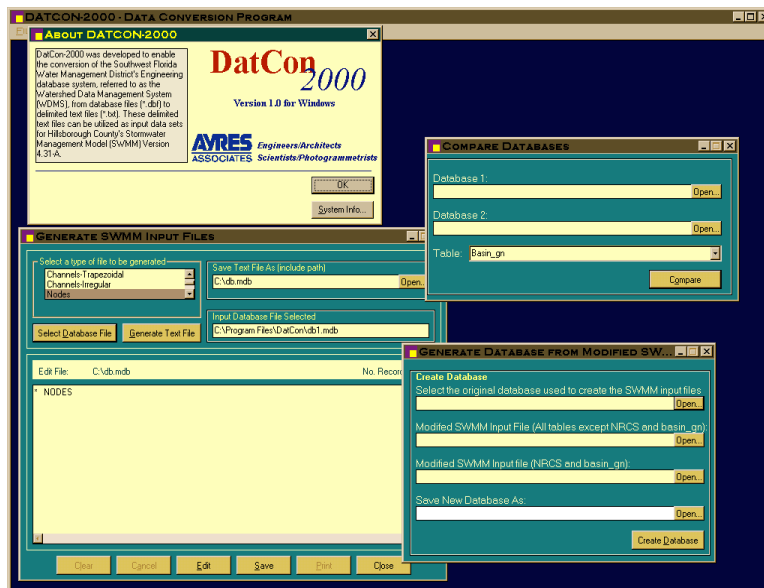 DATCON-2000 - DATA CONVERSION PROGRAM
ABOUT DATCON-2000
DatCon-2000 was developed to enable
the conversion of the Southwest Florida
Water Management District's Engineering
database system, referred to as the
Watershed Data Management System
(WDMS), from database files (*.dbf) to
delimited text files (*.txt). These delimited
text files can be utilized as input data sets
for Hillsborough County's Stormwater
Management Model (SWMM) Version
4.31-A.
DatCon
2000
Version 1.0 for Windows
AYRES
ASSOCIATES
Engineers/Architects
Scientists/Photogrammetrists
OK
System Info...
COMPARE DATABASES
Database 1:
Open...
Database 2:
Open...
Table: Basin_gn
Compare
GENERATE SWMM INPUT FILES
Select a type of file to be generated
Channels-Trapezoidal
Channels-Irregular
Nodes
Save Text File As (include path)
C:\db.mdb
Open...
Select Database File
Generate Text File
Input Database File Selected
C:\Program Files\DatCon\db1.mdb
Edit File: C:\db.mdb
No. Record
* NODES
Clear Cancel Edit Save Print Close
GENERATE DATABASE FROM MODIFIED SW...
Create Database
Select the original database used to create the SWMM input files
Open...
Modifed SWMM Input File (All tables except NRCS and basin_gn):
Open...
Modified SWMM Input file (NRCS and basin_gn):
Open...
Save New Database As:
Open...
Create Database